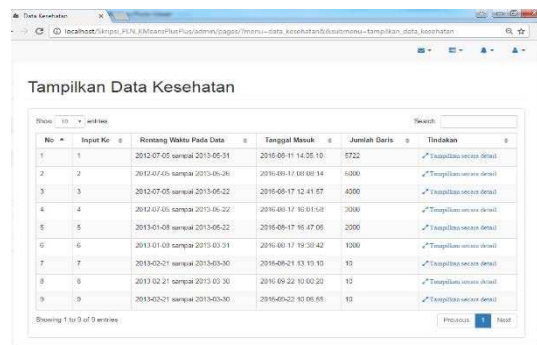 Data Kesehatan
localhost/Skripsi_PLN_KMeansPlusPlus/admin/pages/?menu=data_kesehatan&submenu=tampilkan_data_kesehatan
Tampilkan Data Kesehatan
Show 10 entries Search:
No Input Ke Rentang Waktu Pada Data Tanggal Masuk Jumlah Baris Tindakan
1 1 2012-07-05 sampai 2013-05-31 2016-08-11 14:05:10 5722 Tampilkan secara detail
2 2 2012-07-05 sampai 2013-05-26 2016-08-17 08:08:14 5000 Tampilkan secara detail
3 3 2012-07-05 sampai 2013-05-22 2016-08-17 12:41:57 4000 Tampilkan secara detail
4 4 2012-07-05 sampai 2013-05-22 2016-08-17 16:01:58 3000 Tampilkan secara detail
5 5 2013-01-08 sampai 2013-05-22 2016-08-17 16:47:06 2000 Tampilkan secara detail
6 6 2013-01-08 sampai 2013-03-31 2016-08-17 19:38:42 1000 Tampilkan secara detail
7 7 2013-02-21 sampai 2013-03-30 2016-08-21 13:10:10 10 Tampilkan secara detail
8 8 2013-02-21 sampai 2013-03-30 2016-09-22 10:00:20 10 Tampilkan secara detail
9 9 2013-02-21 sampai 2013-03-30 2016-09-22 10:06:58 10 Tampilkan secara detail
Showing 1 to 9 of 9 entries Previous 1 Next